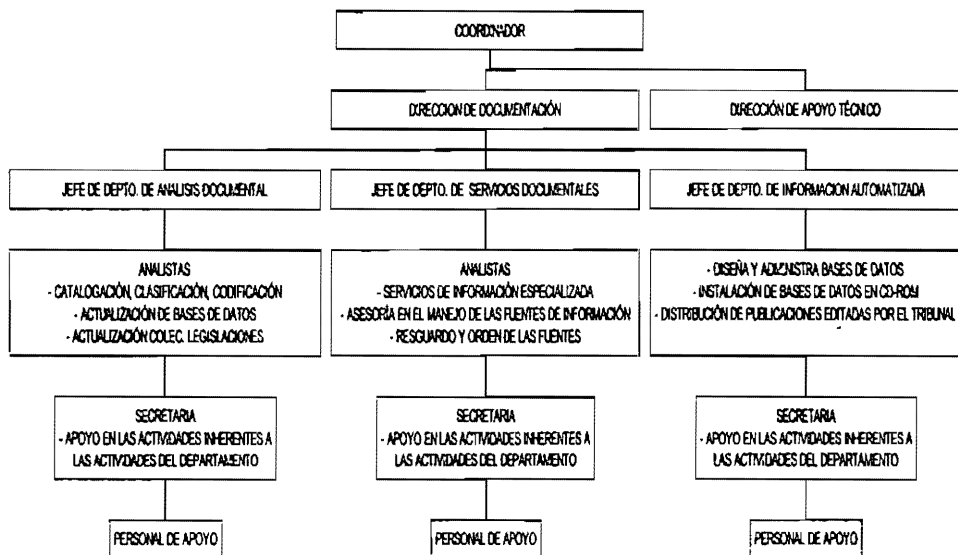 COORDINADOR
DIRECCION DE DOCUMENTACIÓN
DIRECCIÓN DE APOYO TÉCNICO
JEFE DE DEPTO. DE ANALISIS DOCUMENTAL
JEFE DE DEPTO. DE SERVICIOS DOCUMENTALES
JEFE DE DEPTO. DE INFORMACION AUTOMATIZADA
ANALISTAS
- CATALOGACIÓN, CLASIFICACIÓN, CODIFICACIÓN
- ACTUALIZACIÓN DE BASES DE DATOS
- ACTUALIZACIÓN COLEC. LEGISLACIONES
ANALISTAS
- SERVICIOS DE INFORMACIÓN ESPECIALIZADA
- ASESORÍA EN EL MANEJO DE LAS FUENTES DE INFORMACIÓN
- RESGUARDO Y ORDEN DE LAS FUENTES
- DISEÑA Y ADMINISTRA BASES DE DATOS
- INSTALACIÓN DE BASES DE DATOS EN CD-ROM
- DISTRIBUCIÓN DE PUBLICACIONES EDITADAS POR EL TRIBUNAL
SECRETARIA
- APOYO EN LAS ACTIVIDADES INHERENTES A
LAS ACTIVIDADES DEL DEPARTAMENTO
SECRETARIA
- APOYO EN LAS ACTIVIDADES INHERENTES A
LAS ACTIVIDADES DEL DEPARTAMENTO
SECRETARIA
- APOYO EN LAS ACTIVIDADES INHERENTES A
LAS ACTIVIDADES DEL DEPARTAMENTO
PERSONAL DE APOYO
PERSONAL DE APOYO
PERSONAL DE APOYO